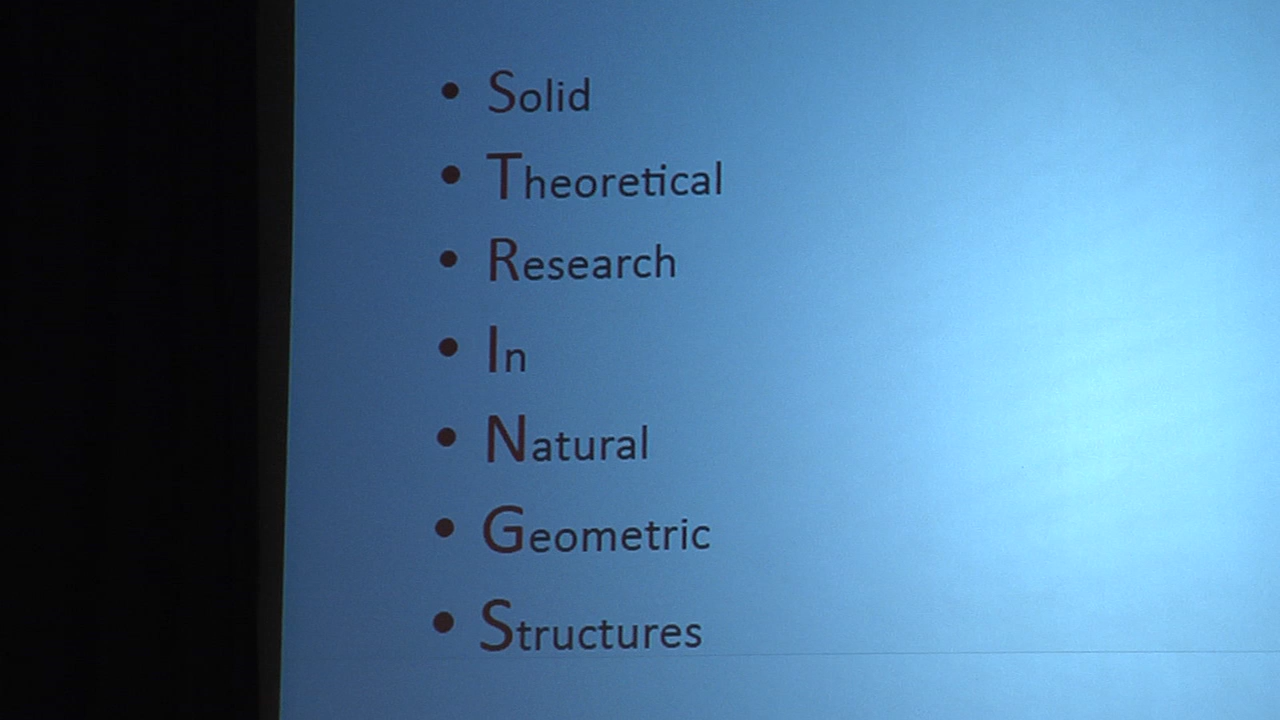 • Solid
• Theoretical
• Research
• In
• Natural
• Geometric
• Structures